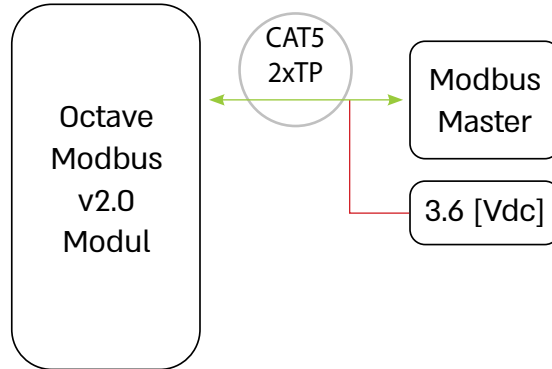 CAT5
2xTP
Octave
Modbus
v2.0
Modul
Modbus
Master
3.6 [Vdc]